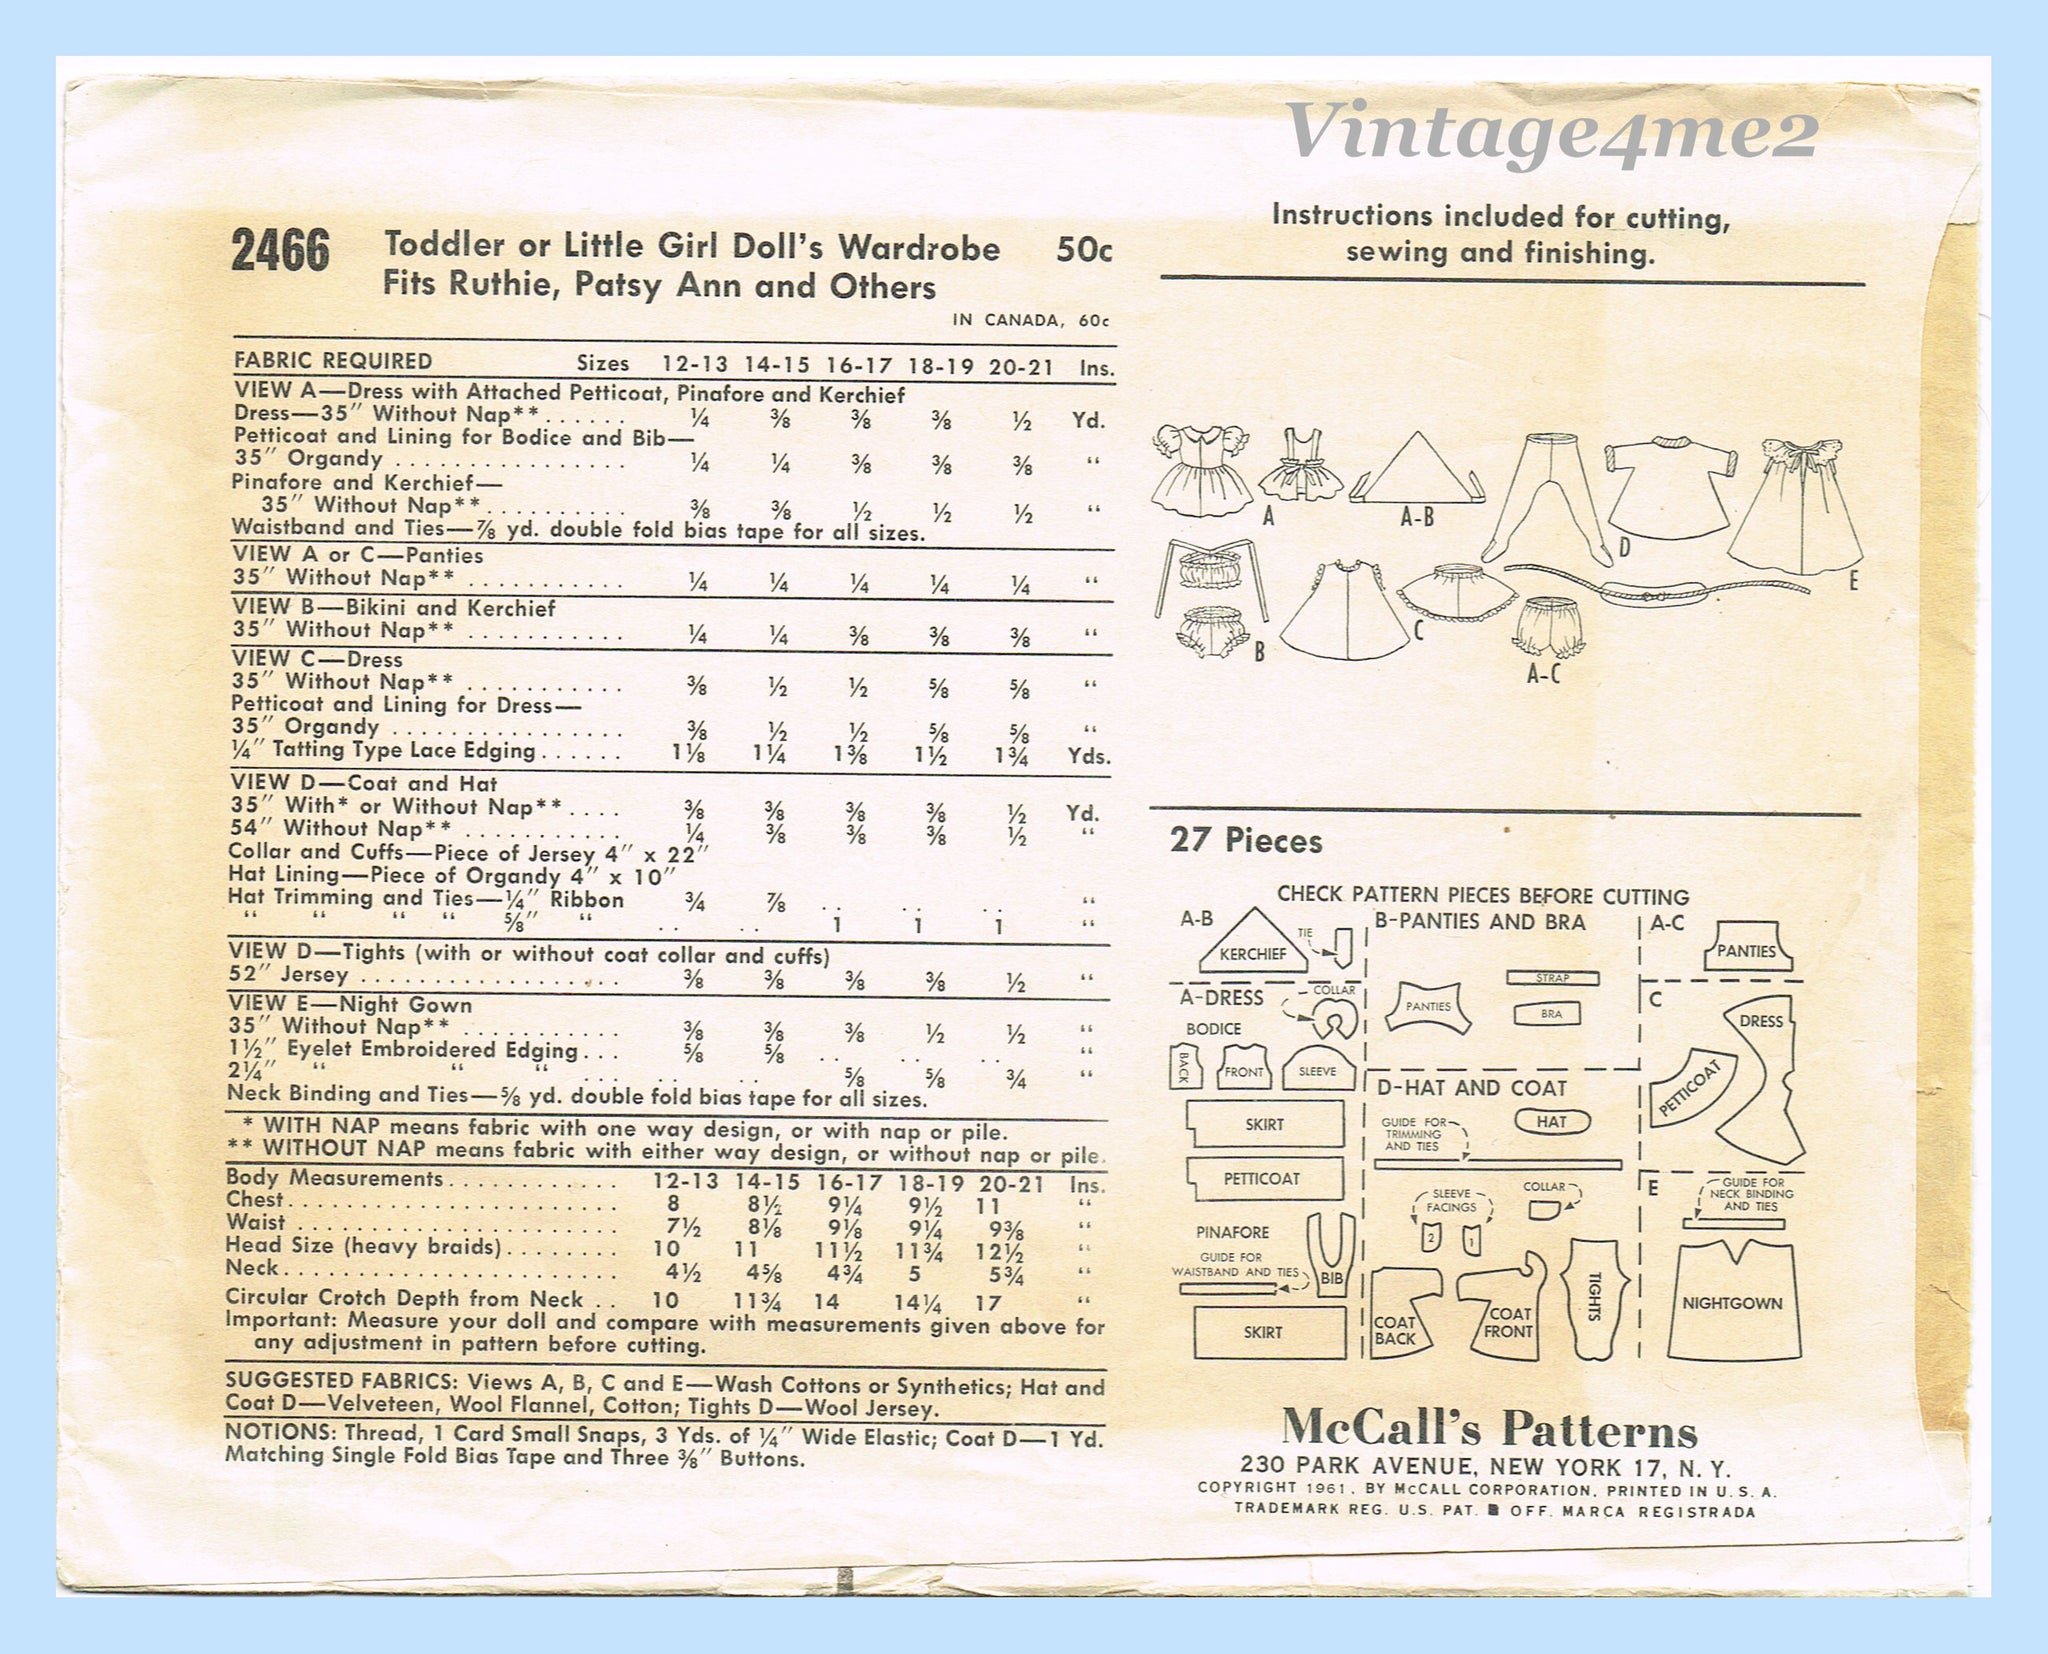 Vintage4me2
2466 Toddler or Little Girl Doll's Wardrobe 50c
Fits Ruthie, Patsy Ann and Others
IN CANADA, 60c
FABRIC REQUIRED Sizes 12-13 14-15 16-17 18-19 20-21 Ins.
VIEW A—Dress with Attached Petticoat, Pinafore and Kerchief
Dress—35" Without Nap** ...... ¼ ⅜ ⅜ ⅜ ½ Yd.
Petticoat and Lining for Bodice and Bib—
35" Organdy ................. ¼ ¼ ⅜ ⅜ ⅜ "
Pinafore and Kerchief—
35" Without Nap** ........... ⅜ ⅜ ½ ½ ½ "
Waistband and Ties—⅞ yd. double fold bias tape for all sizes.
VIEW A or C—Panties
35" Without Nap** ........... ¼ ¼ ¼ ¼ ¼ "
VIEW B—Bikini and Kerchief
35" Without Nap** ........... ¼ ¼ ⅜ ⅜ ⅜ "
VIEW C—Dress
35" Without Nap** ........... ⅜ ½ ½ ⅝ ⅝ "
Petticoat and Lining for Dress—
35" Organdy ................. ⅜ ½ ½ ⅝ ⅝ "
¼" Tatting Type Lace Edging ...... 1⅛ 1¼ 1⅜ 1½ 1¾ Yds.
VIEW D—Coat and Hat
35" With* or Without Nap** .... ⅜ ⅜ ⅜ ⅜ ½ Yd.
54" Without Nap** ........... ¼ ⅜ ⅜ ⅜ ½ "
Collar and Cuffs—Piece of Jersey 4" x 22"
Hat Lining—Piece of Organdy 4" x 10"
Hat Trimming and Ties—¼" Ribbon ¾ ⅞ .. .. .. "
" " " " ⅝" " .. .. 1 1 1 "
VIEW D—Tights (with or without coat collar and cuffs)
52" Jersey ................... ⅜ ⅜ ⅜ ⅜ ½ "
VIEW E—Night Gown
35" Without Nap** ........... ⅜ ⅜ ⅜ ½ ½ "
1½" Eyelet Embroidered Edging ... ⅝ ⅝ .. .. .. "
2¼" " " " ... .. .. ⅝ ⅝ ¾ "
Neck Binding and Ties—⅝ yd. double fold bias tape for all sizes.
* WITH NAP means fabric with one way design, or with nap or pile.
** WITHOUT NAP means fabric with either way design, or without nap or pile.
Body Measurements ............. 12-13 14-15 16-17 18-19 20-21 Ins.
Chest ......................... 8 8½ 9¼ 9½ 11 "
Waist ......................... 7½ 8⅛ 9⅛ 9¼ 9⅜ "
Head Size (heavy braids) ........ 10 11 11½ 11¾ 12½ "
Neck .......................... 4½ 4⅝ 4¾ 5 5¾ "
Circular Crotch Depth from Neck .. 10 11¾ 14 14¼ 17 "
Important: Measure your doll and compare with measurements given above for
any adjustment in pattern before cutting.
SUGGESTED FABRICS: Views A, B, C and E—Wash Cottons or Synthetics; Hat and
Coat D—Velveteen, Wool Flannel, Cotton; Tights D—Wool Jersey.
NOTIONS: Thread, 1 Card Small Snaps, 3 Yds. of ¼" Wide Elastic; Coat D—1 Yd.
Matching Single Fold Bias Tape and Three ⅜" Buttons.
Instructions included for cutting,
sewing and finishing.
A
A-B
D
E
B
C
A-C
27 Pieces
CHECK PATTERN PIECES BEFORE CUTTING
A-B
KERCHIEF
TIE
A-DRESS
COLLAR
BODICE
BACK
FRONT
SLEEVE
SKIRT
PETTICOAT
PINAFORE
GUIDE FOR
WAISTBAND AND TIES
BIB
SKIRT
B-PANTIES AND BRA
STRAP
PANTIES
BRA
D-HAT AND COAT
GUIDE FOR
TRIMMING
AND TIES
HAT
SLEEVE
FACINGS
COLLAR
2
1
COAT
BACK
COAT
FRONT
TIGHTS
A-C
PANTIES
C
DRESS
PETTICOAT
E
GUIDE FOR
NECK BINDING
AND TIES
NIGHTGOWN
McCall's Patterns
230 PARK AVENUE, NEW YORK 17, N. Y.
COPYRIGHT 1961, BY McCALL CORPORATION, PRINTED IN U. S. A.
TRADEMARK REG. U.S. PAT. OFF. MARCA REGISTRADA